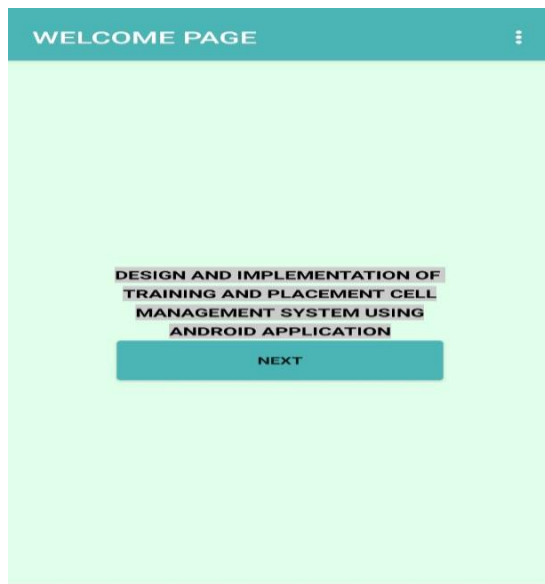 WELCOME PAGE
DESIGN AND IMPLEMENTATION OF
TRAINING AND PLACEMENT CELL
MANAGEMENT SYSTEM USING
ANDROID APPLICATION
NEXT